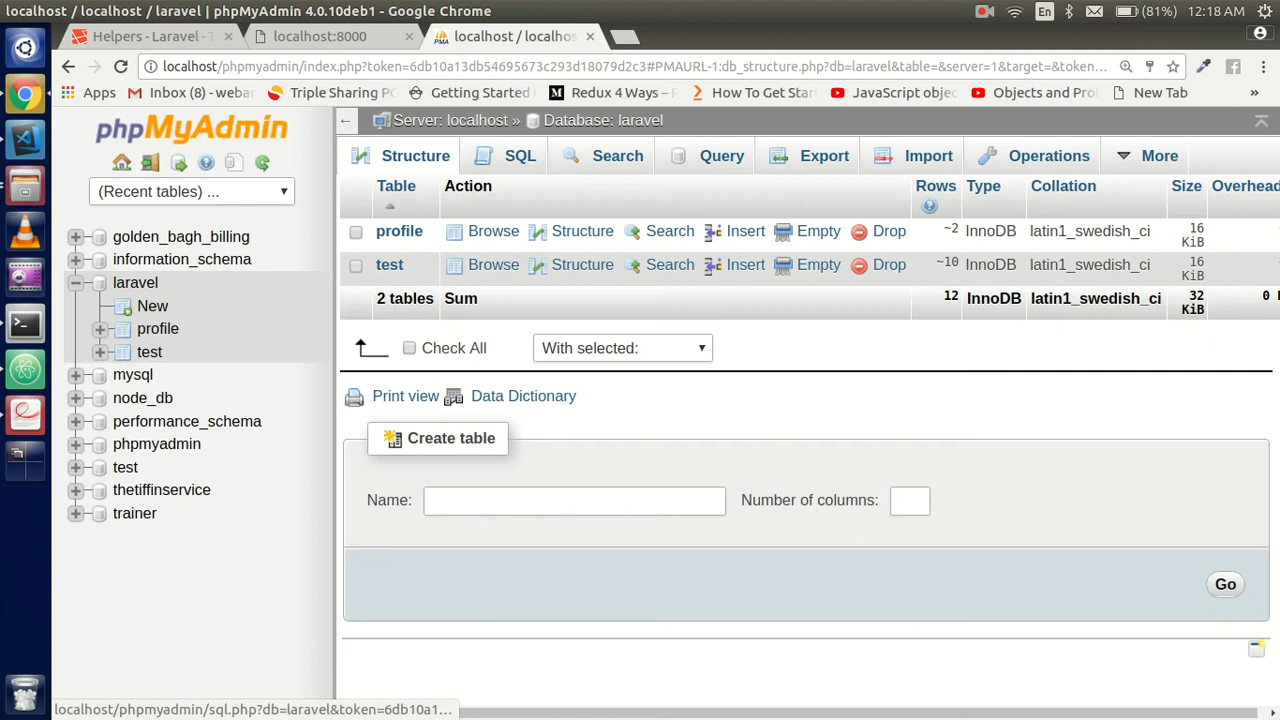 localhost / localhost / laravel | phpMyAdmin 4.0.10deb1 - Google Chrome
En
(81%)
12:18 AM
Helpers - Laravel - T
localhost:8000
localhost / localhos
localhost/phpmyadmin/index.php?token=6db10a13db54695673c293d18079d2c3#PMAURL-1:db_structure.php?db=laravel&table=&server=1&target=&token...
Apps
Inbox (8) - weba
Triple Sharing P
Getting Started
Redux 4 Ways –
How To Get Star
JavaScript objec
Objects and Pro
New Tab
»
phpMyAdmin
(Recent tables) ...
golden_bagh_billing
information_schema
laravel
New
profile
test
mysql
node_db
performance_schema
phpmyadmin
test
thetiffinservice
trainer
Server: localhost » Database: laravel
Structure SQL Search Query Export Import Operations More
Table Action Rows Type Collation Size Overhead
profile Browse Structure Search Insert Empty Drop ~2 InnoDB latin1_swedish_ci 16 KiB
test Browse Structure Search Insert Empty Drop ~10 InnoDB latin1_swedish_ci 16 KiB
2 tables Sum 12 InnoDB latin1_swedish_ci 32 KiB 0
Check All With selected:
Print view Data Dictionary
Create table
Name: Number of columns:
Go
localhost/phpmyadmin/sql.php?db=laravel&token=6db10a1...